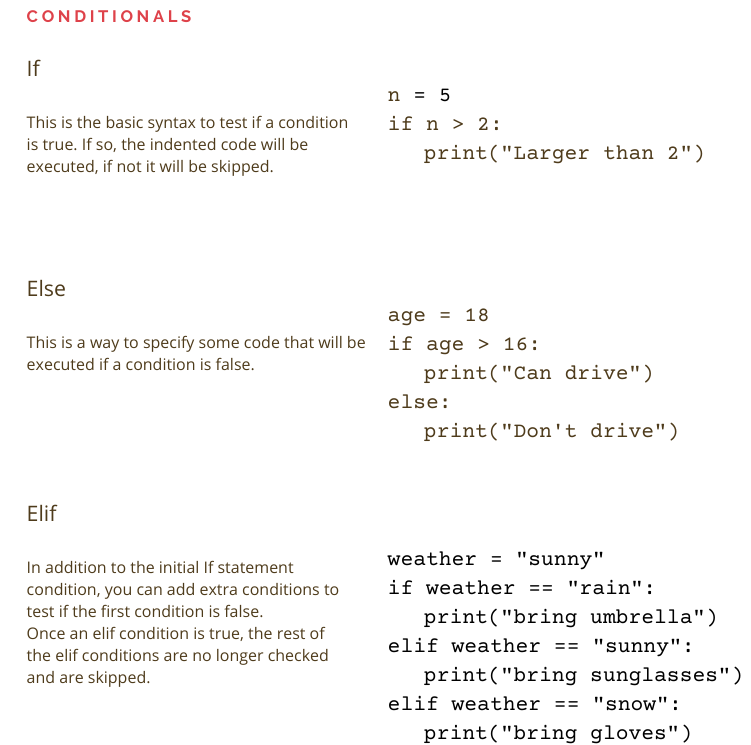 CONDITIONALS
If
This is the basic syntax to test if a condition
is true. If so, the indented code will be
executed, if not it will be skipped.
n = 5
if n > 2:
print("Larger than 2")
Else
This is a way to specify some code that will be
executed if a condition is false.
age = 18
if age > 16:
print("Can drive")
else:
print("Don't drive")
Elif
In addition to the initial If statement
condition, you can add extra conditions to
test if the first condition is false.
Once an elif condition is true, the rest of
the elif conditions are no longer checked
and are skipped.
weather = "sunny"
if weather == "rain":
print("bring umbrella")
elif weather == "sunny":
print("bring sunglasses")
elif weather == "snow":
print("bring gloves")